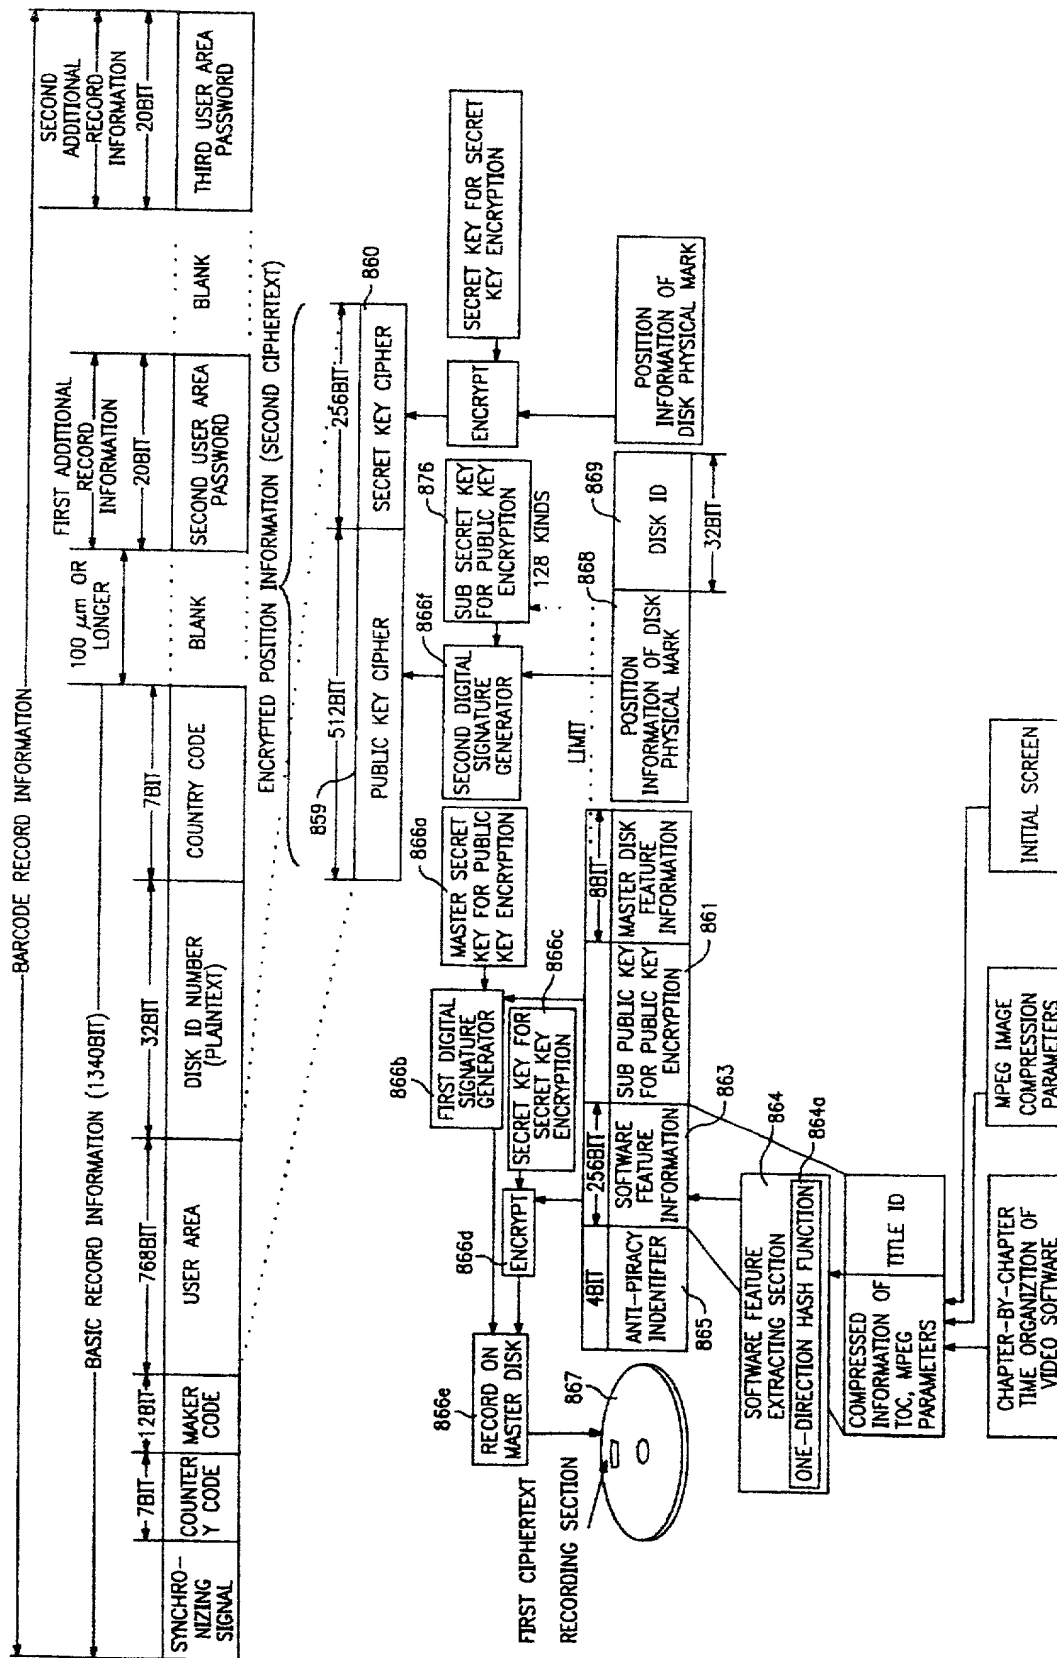 BARCODE RECORD INFORMATION
BASIC RECORD INFORMATION (1340BIT)
100 μm OR
LONGER
FIRST ADDITIONAL
RECORD
INFORMATION
SECOND
ADDITIONAL
RECORD
INFORMATION
7BIT
12BIT
768BIT
32BIT
7BIT
20BIT
20BIT
SYNCHRO-
NIZING
SIGNAL
COUNTER
Y CODE
MAKER
CODE
USER AREA
DISK ID NUMBER
(PLAINTEXT)
COUNTRY CODE
BLANK
SECOND USER AREA
PASSWORD
BLANK
THIRD USER AREA
PASSWORD
ENCRYPTED POSITION INFORMATION (SECOND CIPHERTEXT)
859
512BIT
256BIT
860
PUBLIC KEY CIPHER
SECRET KEY CIPHER
866e
RECORD ON
MASTER DISK
866d
ENCRYPT
866b
FIRST DIGITAL
SIGNATURE
GENERATOR
866c
SECRET KEY FOR
SECRET KEY
ENCRYPTION
866a
MASTER SECRET
KEY FOR PUBLIC
KEY ENCRYPTION
866f
SECOND DIGITAL
SIGNATURE
GENERATOR
876
SUB SECRET KEY
FOR PUBLIC KEY
ENCRYPTION
128 KINDS
ENCRYPT
SECRET KEY FOR SECRET
KEY ENCRYPTION
LIMIT
FIRST CIPHERTEXT
RECORDING SECTION
867
4BIT
256BIT
8BIT
ANTI-PIRACY
INDENTIFIER
865
SOFTWARE
FEATURE
INFORMATION
863
SUB PUBLIC KEY
FOR PUBLIC KEY
ENCRYPTION
861
MASTER DISK
FEATURE
INFORMATION
868
POSITION
INFORMATION OF DISK
PHYSICAL MARK
869
DISK ID
32BIT
POSITION
INFORMATION OF
DISK PHYSICAL MARK
864
SOFTWARE FEATURE
EXTRACTING SECTION
864a
ONE-DIRECTION HASH FUNCTION
COMPRESSED
INFORMATION OF
TOC, MPEG
PARAMETERS
TITLE ID
CHAPTER-BY-CHAPTER
TIME ORGANIZTION OF
VIDEO SOFTWARE
MPEG IMAGE
COMPRESSION
PARAMETERS
INITIAL SCREEN